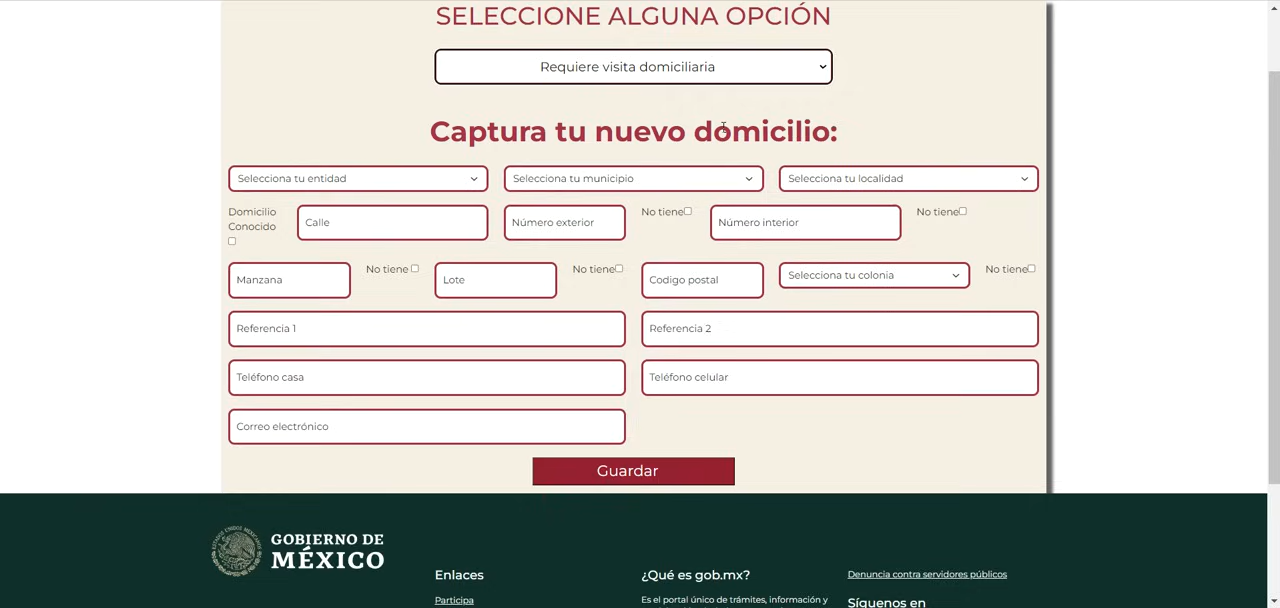 SELECCIONE ALGUNA OPCIÓN
Requiere visita domiciliaria
Captura tu nuevo domicilio:
Selecciona tu entidad
Selecciona tu municipio
Selecciona tu localidad
Domicilio
Conocido
Calle
Número exterior
No tiene
Número interior
No tiene
Manzana
No tiene
Lote
No tiene
Codigo postal
Selecciona tu colonia
No tiene
Referencia 1
Referencia 2
Teléfono casa
Teléfono celular
Correo electrónico
Guardar
GOBIERNO DE
MÉXICO
Enlaces
Participa
¿Qué es gob.mx?
Es el portal único de trámites, información y
Denuncia contra servidores públicos
Síguenos en